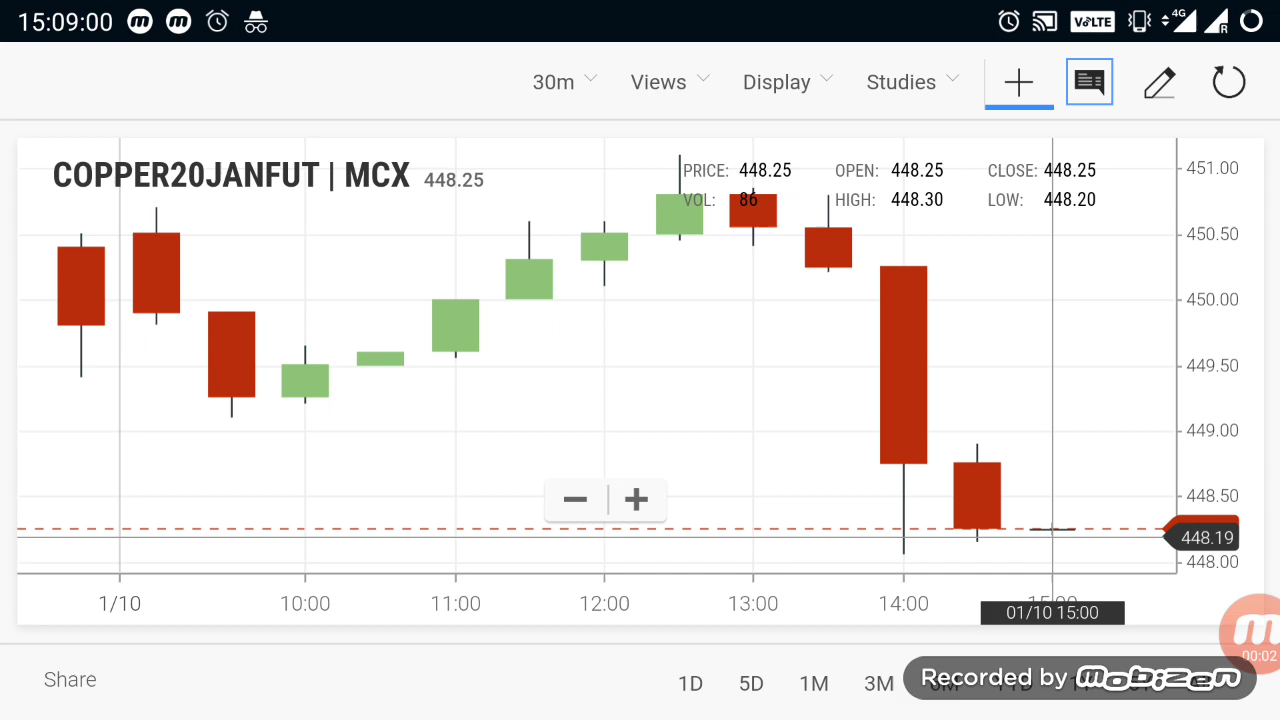 15:09:00 4G VoLTE R
30m Views Display Studies
COPPER20JANFUT | MCX 448.25
PRICE: 448.25 OPEN: 448.25 CLOSE: 448.25
VOL: 86 HIGH: 448.30 LOW: 448.20
451.00
450.50
450.00
449.50
449.00
448.50
448.19
448.00
1/10 10:00 11:00 12:00 13:00 14:00 15:00
01/10 15:00
00:02
Share 1D 5D 1M 3M
Recorded by mobizen